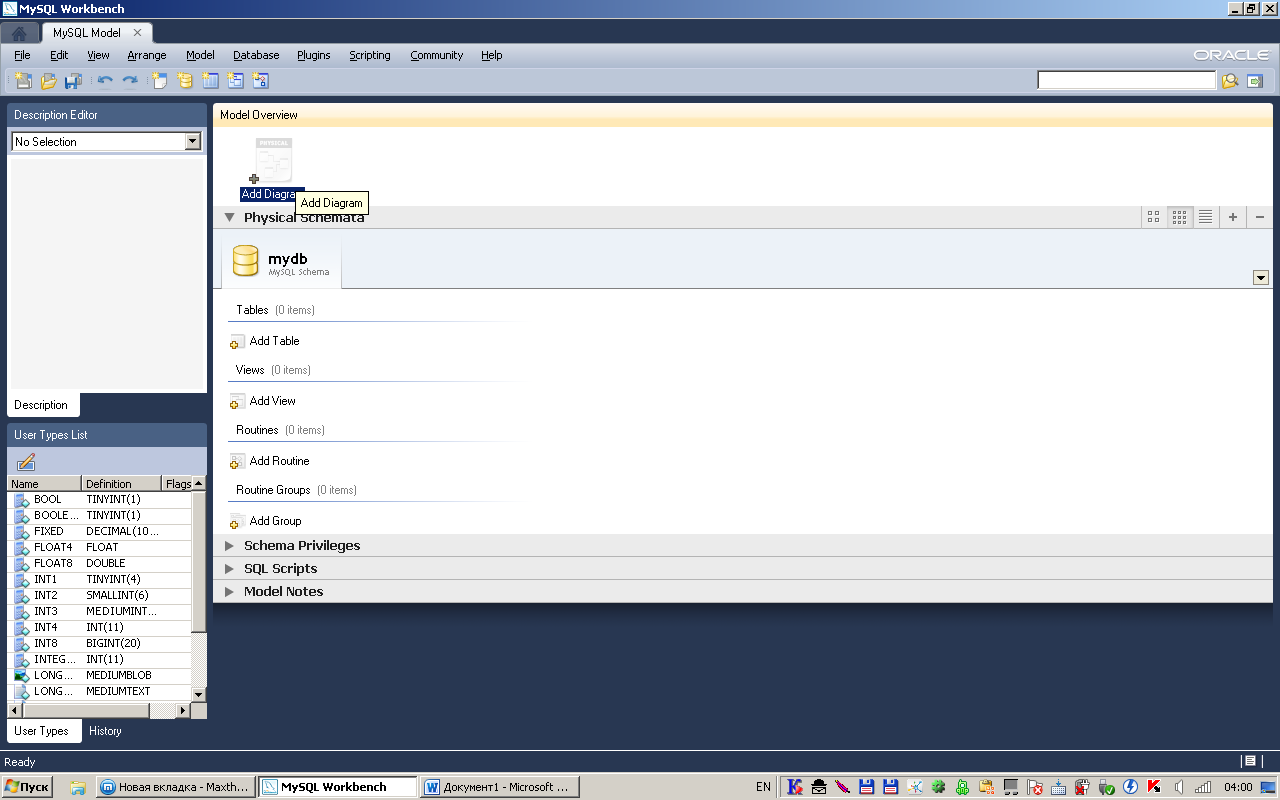 MySQL Workbench
MySQL Model
File Edit View Arrange Model Database Plugins Scripting Community Help
ORACLE
Description Editor
No Selection
Description
User Types List
Name Definition Flags
BOOL TINYINT(1)
BOOLE... TINYINT(1)
FIXED DECIMAL(10...
FLOAT4 FLOAT
FLOAT8 DOUBLE
INT1 TINYINT(4)
INT2 SMALLINT(6)
INT3 MEDIUMINT...
INT4 INT(11)
INT8 BIGINT(20)
INTEG... INT(11)
LONG... MEDIUMBLOB
LONG... MEDIUMTEXT
User Types History
Model Overview
PHYSICAL
Add Diagra
Add Diagram
Physical Schemata
mydb
MySQL Schema
Tables (0 items)
Add Table
Views (0 items)
Add View
Routines (0 items)
Add Routine
Routine Groups (0 items)
Add Group
Schema Privileges
SQL Scripts
Model Notes
Ready
Пуск
Новая вкладка - Maxth...
MySQL Workbench
Документ1 - Microsoft ...
EN
04:00